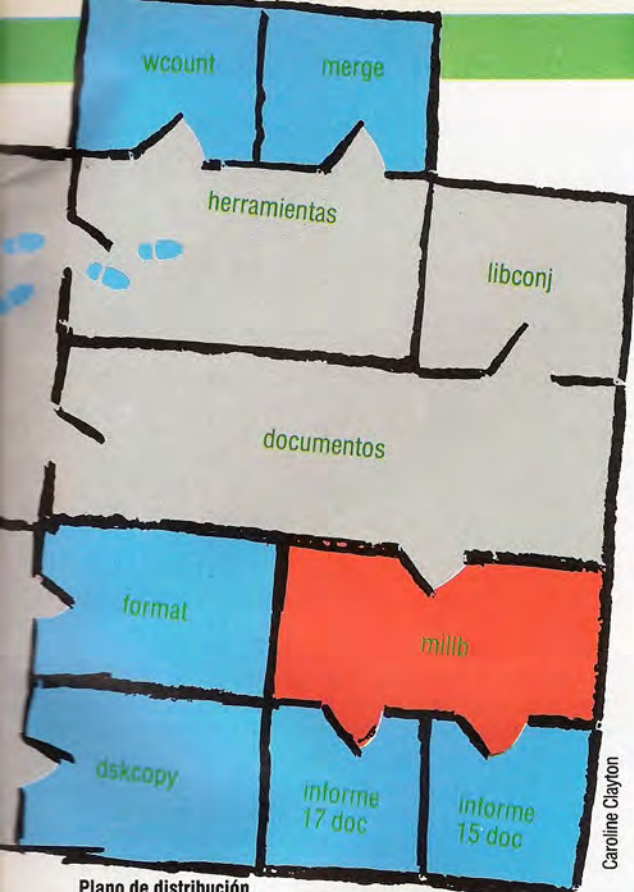 wcount
merge
herramientas
libconj
documentos
format
milib
dskcopy
informe
17 doc
informe
15 doc
Caroline Clayton
Plano de distribución